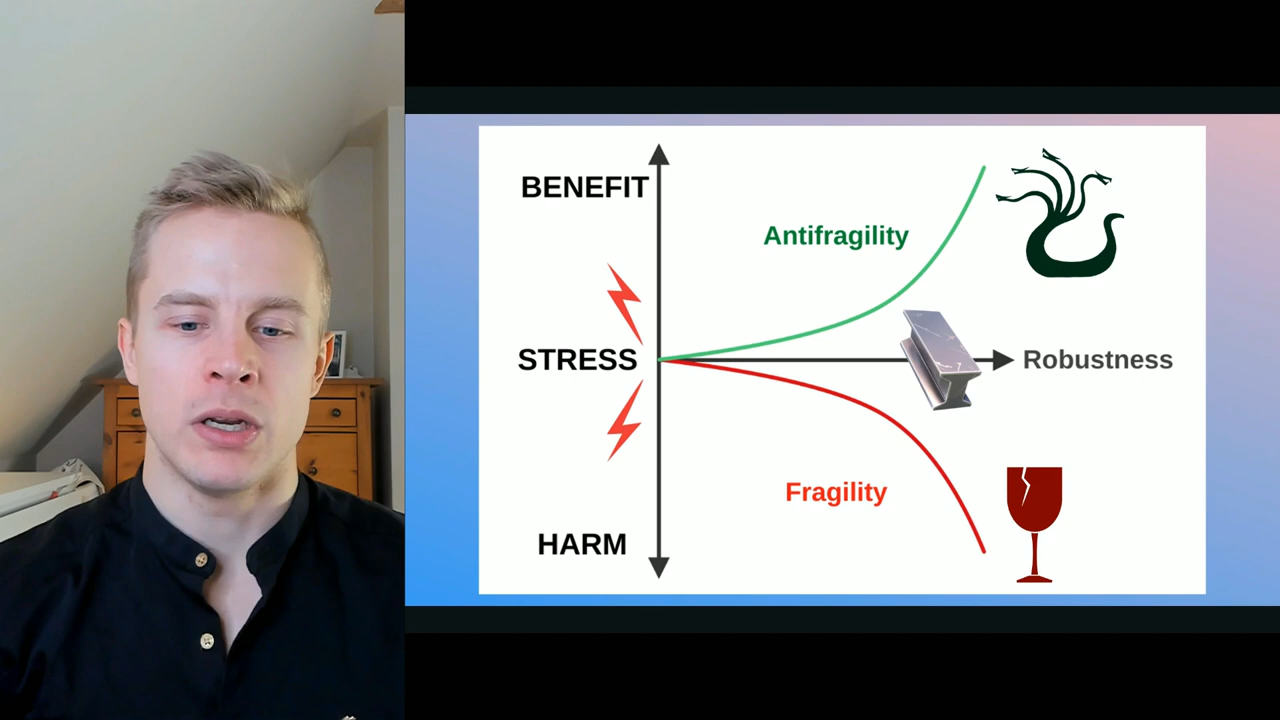 BENEFIT
Antifragility
STRESS
Robustness
Fragility
HARM